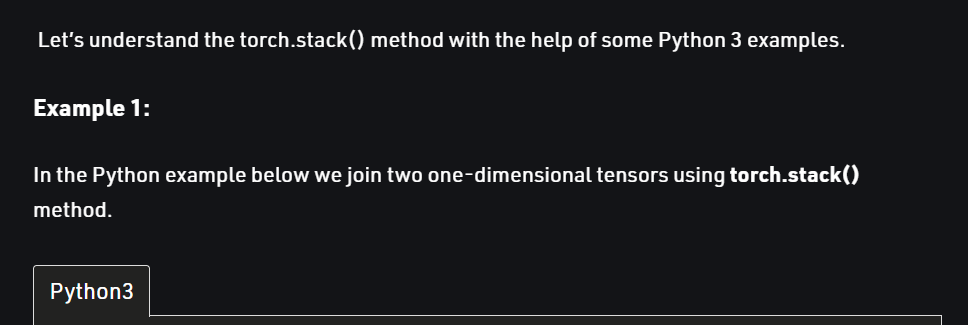 Let's understand the torch.stack() method with the help of some Python 3 examples.
Example 1:
In the Python example below we join two one-dimensional tensors using torch.stack()
method.
Python3